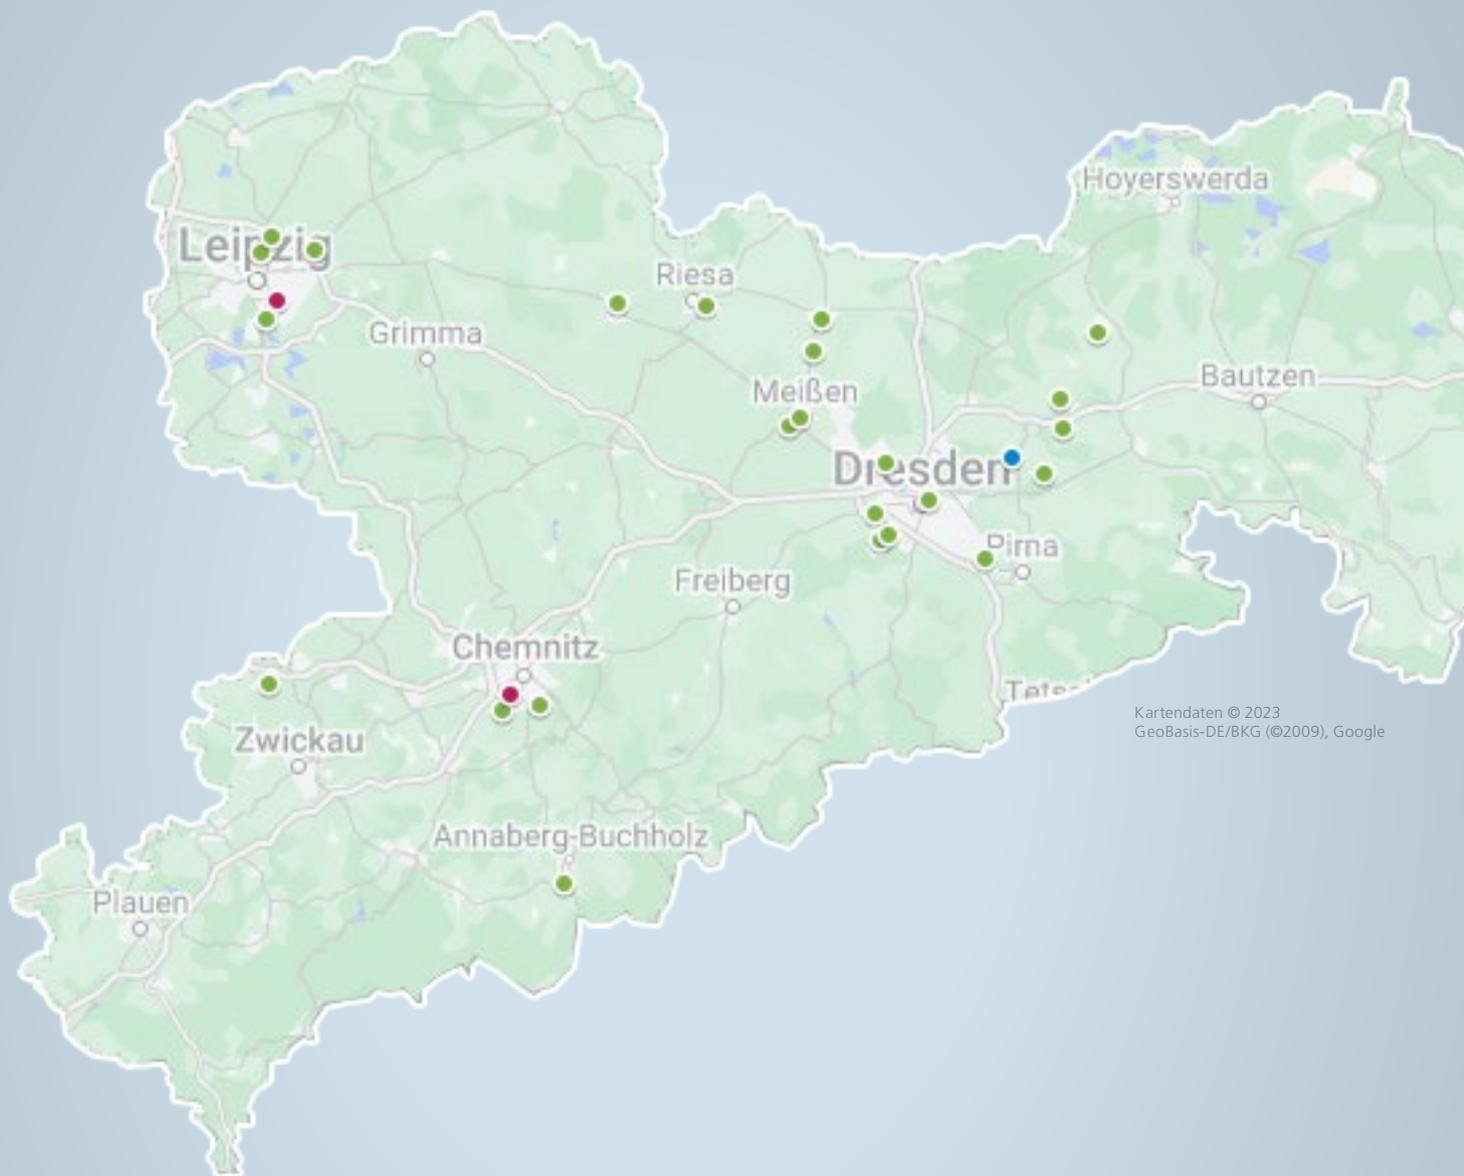 Hoyerswerda
Leipzig
Riesa
Grimma
Bautzen
Meißen
Dresden
Pirna
Freiberg
Chemnitz
Kartendaten © 2023
GeoBasis-DE/BKG (©2009), Google
Zwickau
Annaberg-Buchholz
Plauen